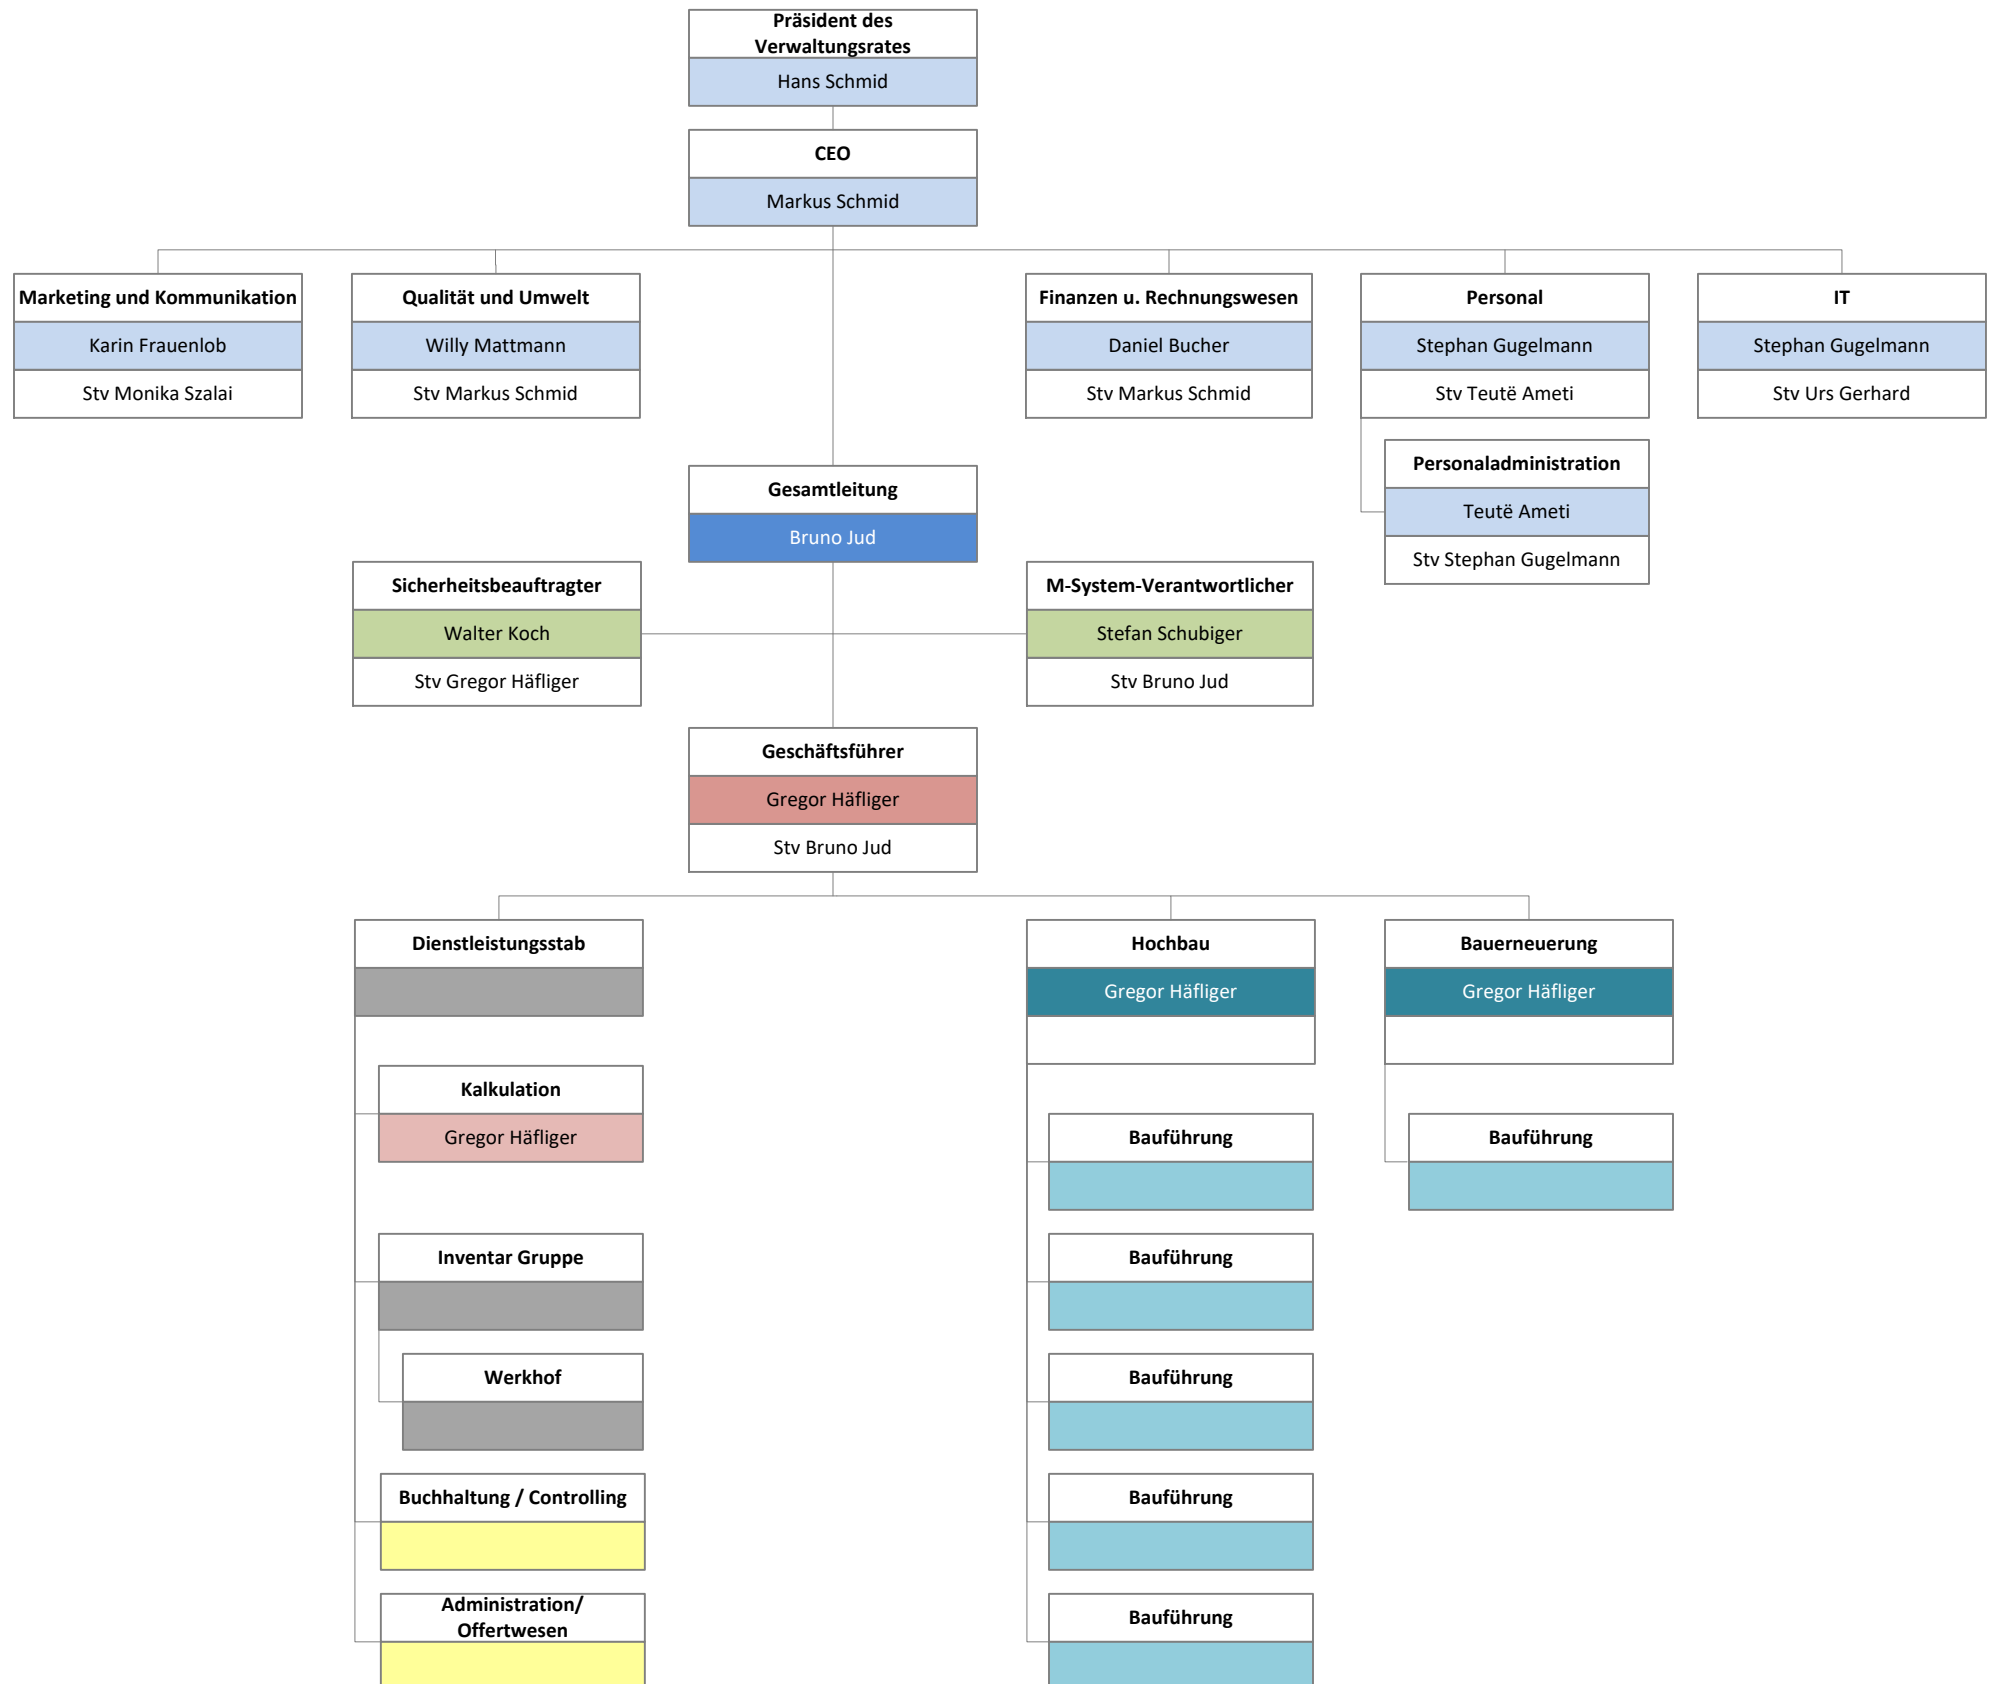 Präsident des
Verwaltungsrates
Hans Schmid
CEO
Markus Schmid
Marketing und Kommunikation
Karin Frauenlob
Stv Monika Szalai
Qualität und Umwelt
Willy Mattmann
Stv Markus Schmid
Finanzen u. Rechnungswesen
Daniel Bucher
Stv Markus Schmid
Personal
Stephan Gugelmann
Stv Teutë Ameti
IT
Stephan Gugelmann
Stv Urs Gerhard
Personaladministration
Teutë Ameti
Stv Stephan Gugelmann
Gesamtleitung
Bruno Jud
Sicherheitsbeauftragter
Walter Koch
Stv Gregor Häfliger
M-System-Verantwortlicher
Stefan Schubiger
Stv Bruno Jud
Geschäftsführer
Gregor Häfliger
Stv Bruno Jud
Dienstleistungsstab
Kalkulation
Gregor Häfliger
Inventar Gruppe
Werkhof
Buchhaltung / Controlling
Administration/
Offertwesen
Hochbau
Gregor Häfliger
Bauführung
Bauführung
Bauführung
Bauführung
Bauführung
Bauerneuerung
Gregor Häfliger
Bauführung